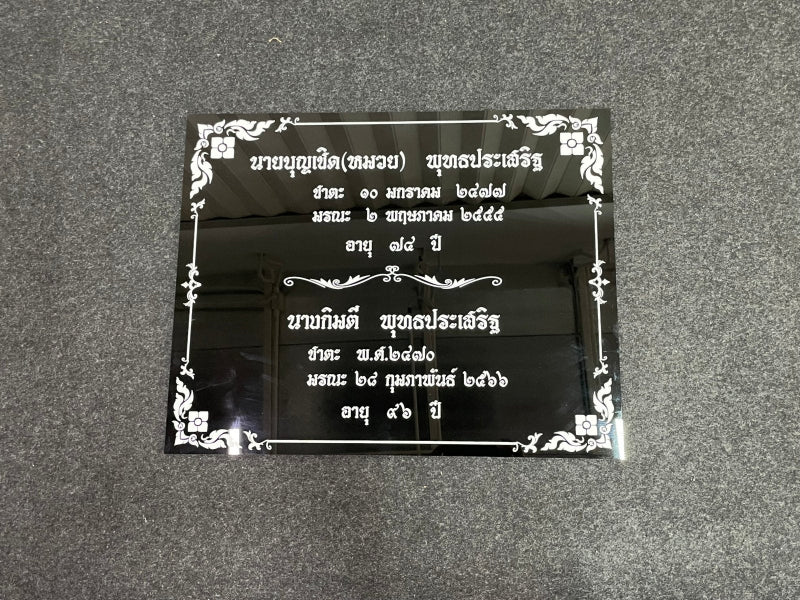 นายบุญเชิด(หมวย) พุทธประเสริฐ
ชาตะ ๑๐ มกราคม ๒๔๗๗
มรณะ ๒ พฤษภาคม ๒๕๕๕
อายุ ๗๘ ปี
นายกิมตี พุทธประเสริฐ
ชาตะ พ.ศ.๒๔๗๐
มรณะ ๒๘ กุมภาพันธ์ ๒๕๖๖
อายุ ๙๖ ปี